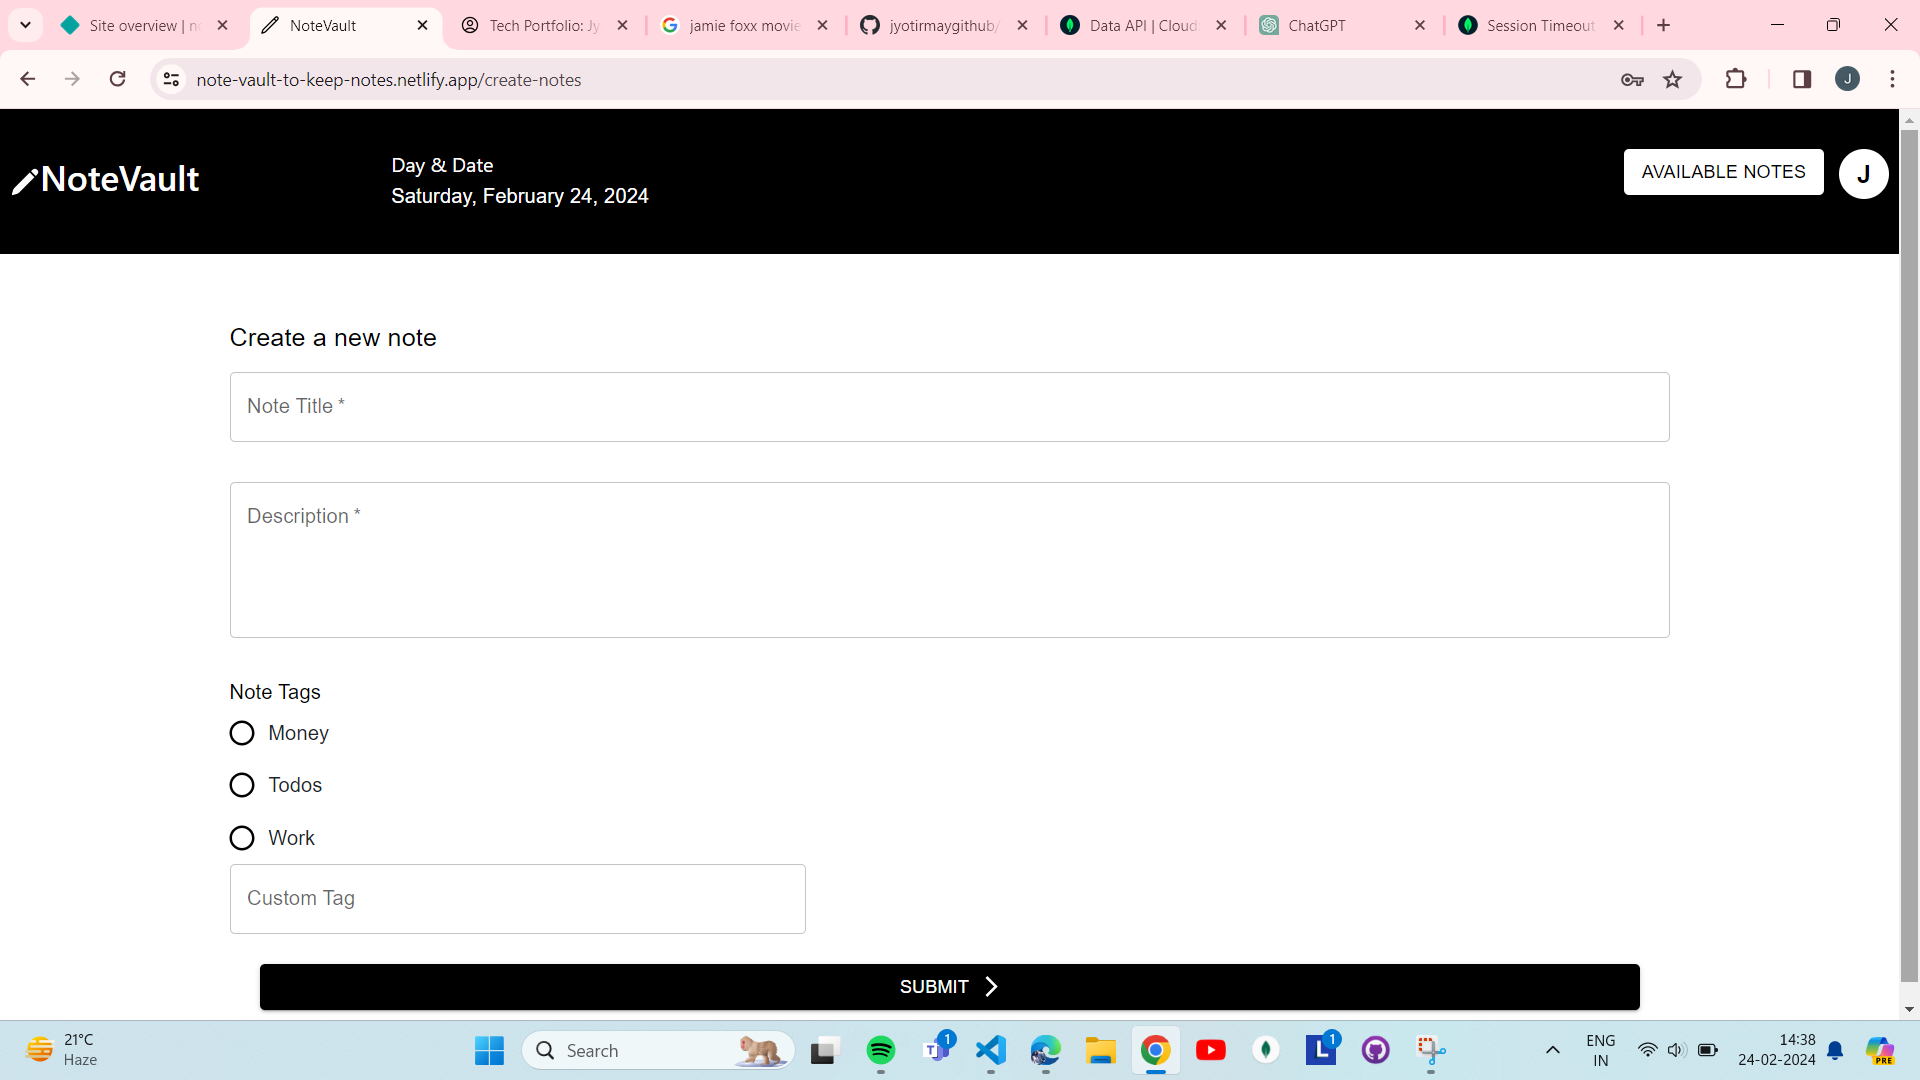 Site overview | n
NoteVault
Tech Portfolio: Jy
jamie foxx movie
jyotirmaygithub/
Data API | Cloud
ChatGPT
Session Timeout
note-vault-to-keep-notes.netlify.app/create-notes
J
NoteVault
Day & Date
Saturday, February 24, 2024
AVAILABLE NOTES
J
Create a new note
Note Title *
Description *
Note Tags
Money
Todos
Work
Custom Tag
SUBMIT
21°C
Haze
Search
1
T
L
1
ENG
IN
14:38
24-02-2024
PRE